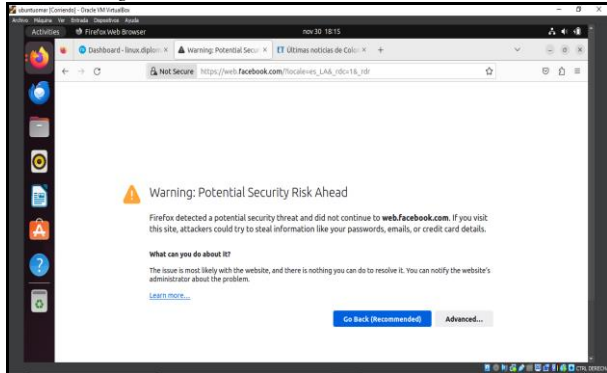 ubuntuomar [Corriendo] - Oracle VM VirtualBox
Archivo Máquina Ver Entrada Dispositivos Ayuda
Activities Firefox Web Browser nov 30 18:15
Dashboard - linux.diplom × Warning: Potential Secur × ET Últimas noticias de Color × +
Not Secure https://web.facebook.com/?locale=es_LA&_rdc=1&_rdr
Warning: Potential Security Risk Ahead
Firefox detected a potential security threat and did not continue to web.facebook.com. If you visit
this site, attackers could try to steal information like your passwords, emails, or credit card details.
What can you do about it?
The issue is most likely with the website, and there is nothing you can do to resolve it. You can notify the website's
administrator about the problem.
Learn more...
Go Back (Recommended) Advanced...
CTRL DERECHA